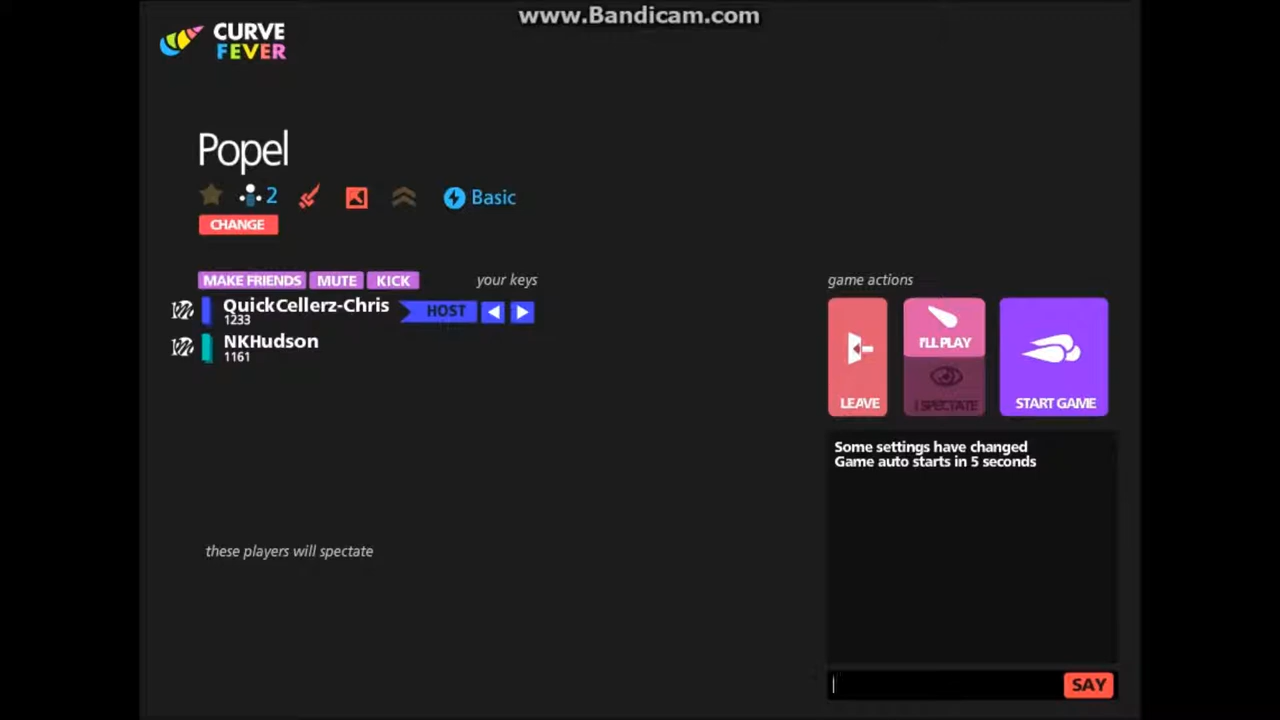 www.Bandicam.com
CURVE
FEVER
Popel
2
Basic
CHANGE
MAKE FRIENDS MUTE KICK your keys
QuickCellerz-Chris HOST
1233
NKHudson
1161
these players will spectate
game actions
LEAVE
I'LL PLAY
I SPECTATE
START GAME
Some settings have changed
Game auto starts in 5 seconds
SAY